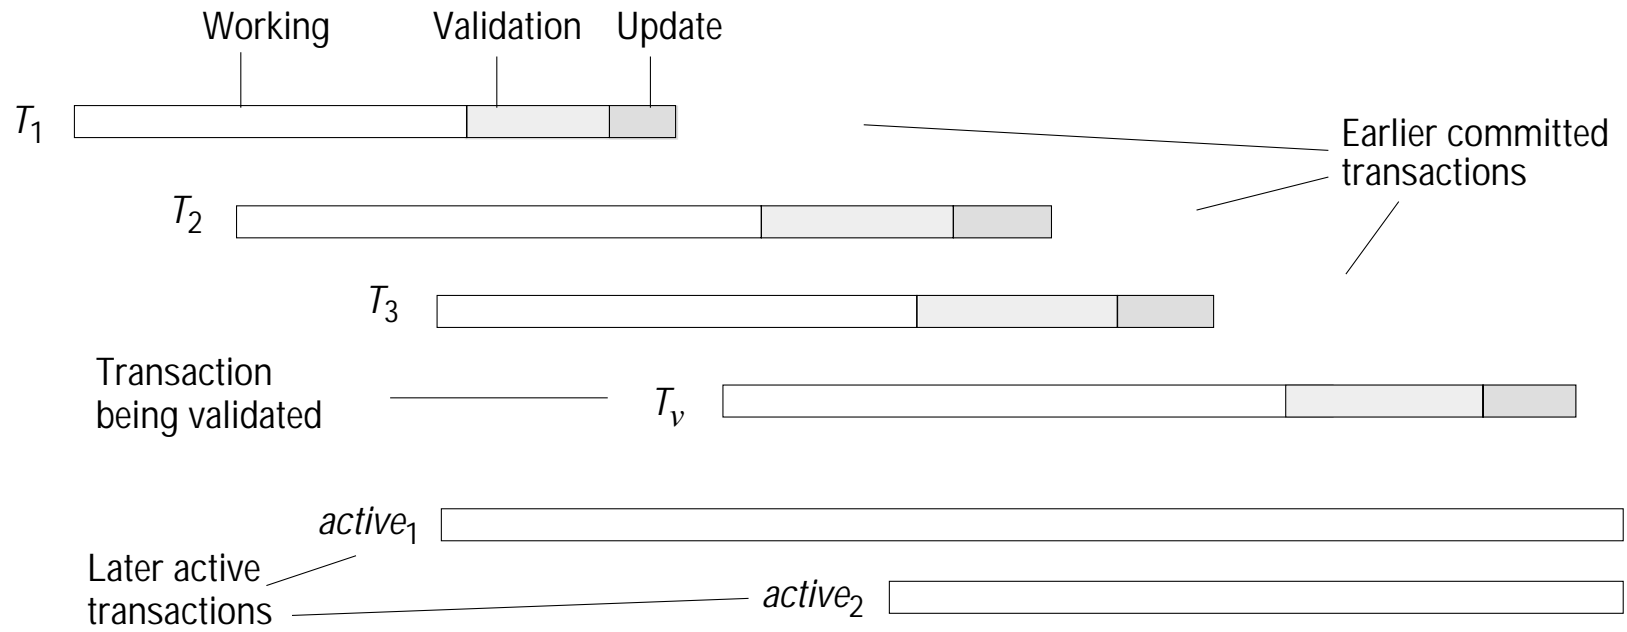 Working Validation Update
T1
Earlier committed
transactions
T2
T3
Transaction
being validated
Tv
active1
Later active
transactions
active2